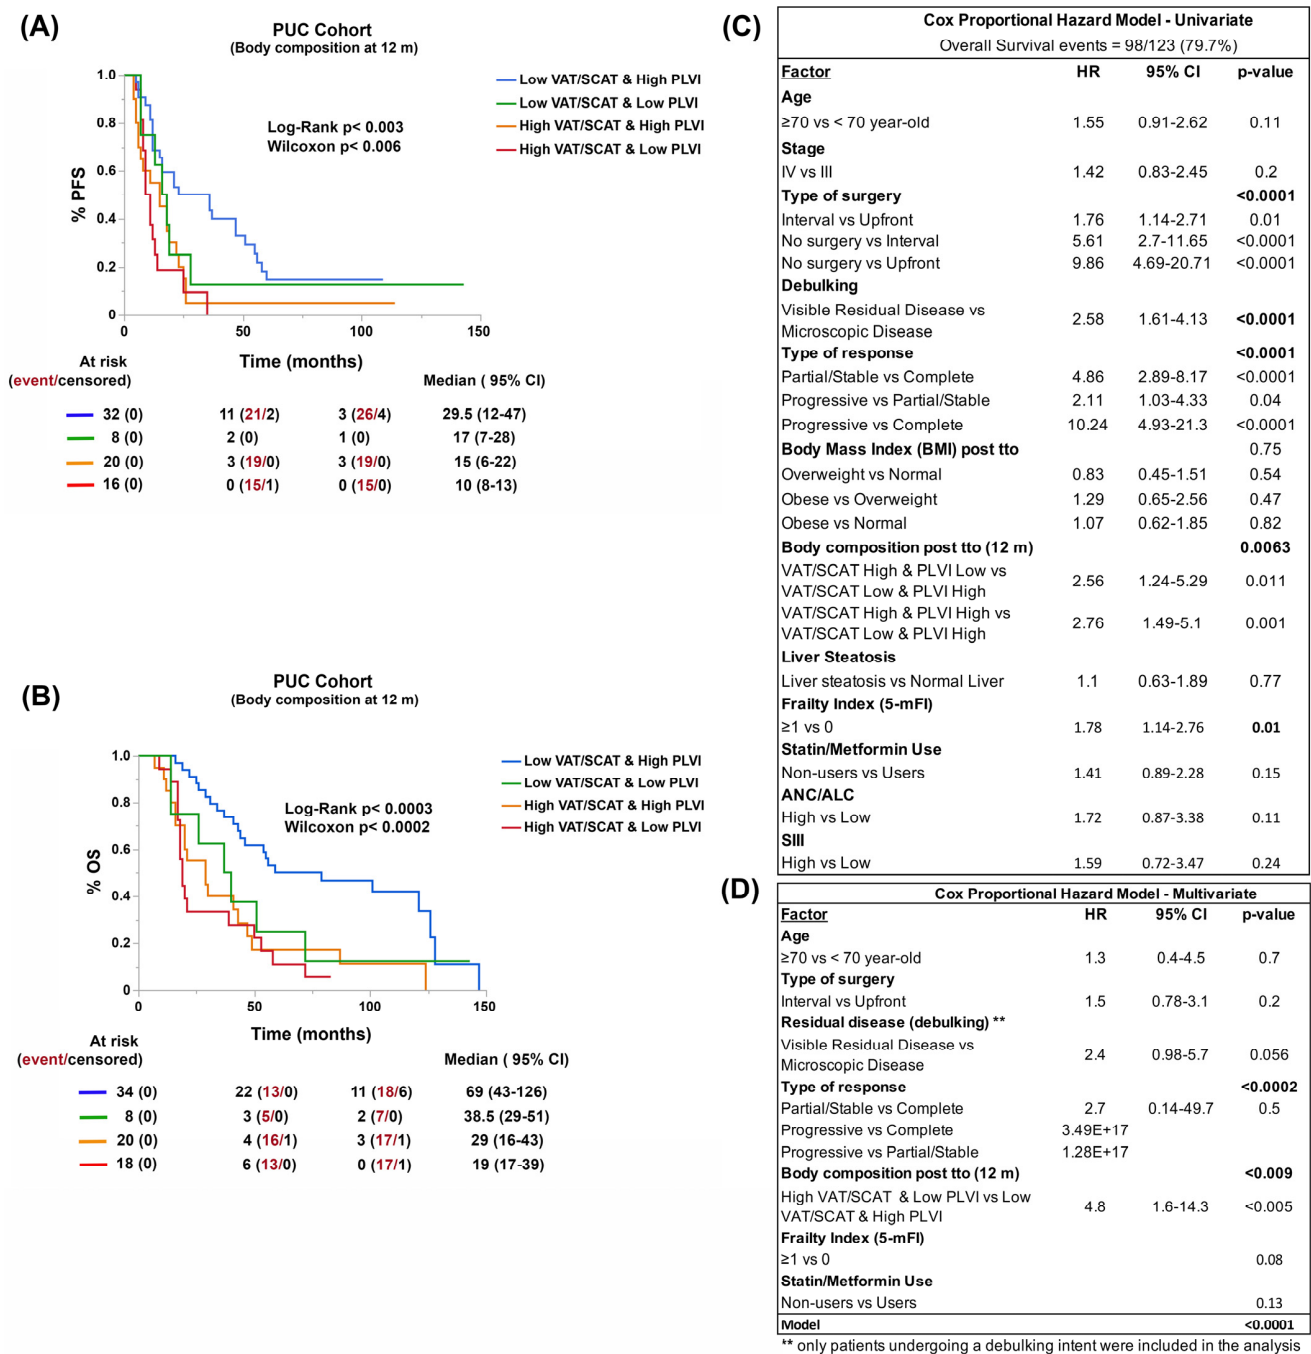 (A)
PUC Cohort
(Body composition at 12 m)
% PFS
1.0
0.8
0.6
0.4
0.2
0
0 50 100 150
Time (months)
Low VAT/SCAT & High PLVI
Low VAT/SCAT & Low PLVI
High VAT/SCAT & High PLVI
High VAT/SCAT & Low PLVI
Log-Rank p< 0.003
Wilcoxon p< 0.006
At risk
(event/censored) Median ( 95% CI)
32 (0) 11 (21/2) 3 (26/4) 29.5 (12-47)
8 (0) 2 (0) 1 (0) 17 (7-28)
20 (0) 3 (19/0) 3 (19/0) 15 (6-22)
16 (0) 0 (15/1) 0 (15/0) 10 (8-13)
(B)
PUC Cohort
(Body composition at 12 m)
% OS
1.0
0.8
0.6
0.4
0.2
0
0 50 100 150
Time (months)
Low VAT/SCAT & High PLVI
Low VAT/SCAT & Low PLVI
High VAT/SCAT & High PLVI
High VAT/SCAT & Low PLVI
Log-Rank p< 0.0003
Wilcoxon p< 0.0002
At risk
(event/censored) Median ( 95% CI)
34 (0) 22 (13/0) 11 (18/6) 69 (43-126)
8 (0) 3 (5/0) 2 (7/0) 38.5 (29-51)
20 (0) 4 (16/1) 3 (17/1) 29 (16-43)
18 (0) 6 (13/0) 0 (17/1) 19 (17-39)
(C)
Cox Proportional Hazard Model - Univariate
Overall Survival events = 98/123 (79.7%)
Factor HR 95% CI p-value
Age
≥70 vs < 70 year-old 1.55 0.91-2.62 0.11
Stage
IV vs III 1.42 0.83-2.45 0.2
Type of surgery <0.0001
Interval vs Upfront 1.76 1.14-2.71 0.01
No surgery vs Interval 5.61 2.7-11.65 <0.0001
No surgery vs Upfront 9.86 4.69-20.71 <0.0001
Debulking
Visible Residual Disease vs
Microscopic Disease 2.58 1.61-4.13 <0.0001
Type of response <0.0001
Partial/Stable vs Complete 4.86 2.89-8.17 <0.0001
Progressive vs Partial/Stable 2.11 1.03-4.33 0.04
Progressive vs Complete 10.24 4.93-21.3 <0.0001
Body Mass Index (BMI) post tto 0.75
Overweight vs Normal 0.83 0.45-1.51 0.54
Obese vs Overweight 1.29 0.65-2.56 0.47
Obese vs Normal 1.07 0.62-1.85 0.82
Body composition post tto (12 m) 0.0063
VAT/SCAT High & PLVI Low vs
VAT/SCAT Low & PLVI High 2.56 1.24-5.29 0.011
VAT/SCAT High & PLVI High vs
VAT/SCAT Low & PLVI High 2.76 1.49-5.1 0.001
Liver Steatosis
Liver steatosis vs Normal Liver 1.1 0.63-1.89 0.77
Frailty Index (5-mFI)
≥1 vs 0 1.78 1.14-2.76 0.01
Statin/Metformin Use
Non-users vs Users 1.41 0.89-2.28 0.15
ANC/ALC
High vs Low 1.72 0.87-3.38 0.11
SIII
High vs Low 1.59 0.72-3.47 0.24
(D)
Cox Proportional Hazard Model - Multivariate
Factor HR 95% CI p-value
Age
≥70 vs < 70 year-old 1.3 0.4-4.5 0.7
Type of surgery
Interval vs Upfront 1.5 0.78-3.1 0.2
Residual disease (debulking) **
Visible Residual Disease vs
Microscopic Disease 2.4 0.98-5.7 0.056
Type of response <0.0002
Partial/Stable vs Complete 2.7 0.14-49.7 0.5
Progressive vs Complete 3.49E+17
Progressive vs Partial/Stable 1.28E+17
Body composition post tto (12 m) <0.009
High VAT/SCAT & Low PLVI vs Low
VAT/SCAT & High PLVI 4.8 1.6-14.3 <0.005
Frailty Index (5-mFI)
≥1 vs 0 0.08
Statin/Metformin Use
Non-users vs Users 0.13
Model <0.0001
** only patients undergoing a debulking intent were included in the analysis